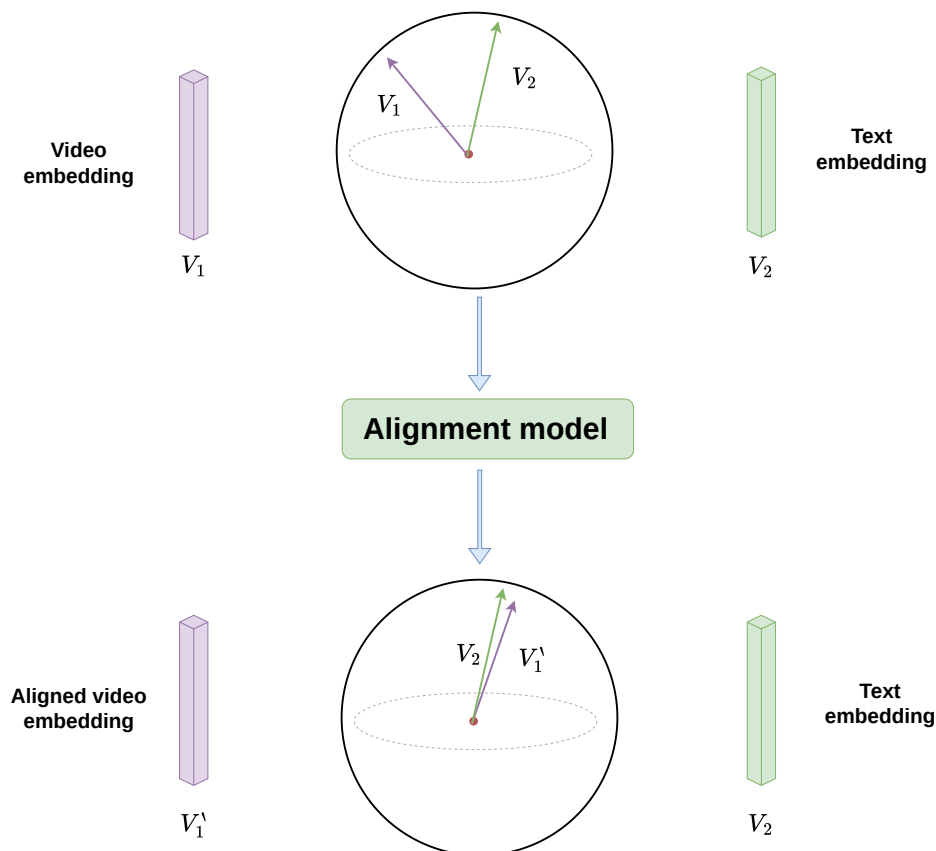 V₁
V₂
Video
embedding
Text
embedding
V₁
V₂
Alignment model
V₂
V₁`
Aligned video
embedding
Text
embedding
V₁`
V₂